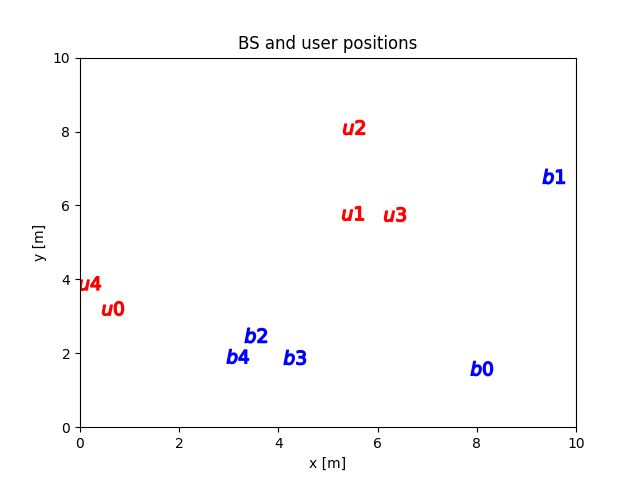 BS and user positions
10
u2
8
b1
6
u1 u3
y [m]
4
u4
u0
b2
2
b4 b3
b0
0
0 2 4 6 8 10
x [m]